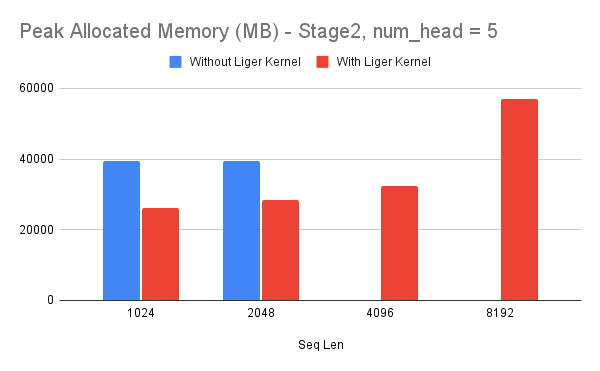 Peak Allocated Memory (MB) - Stage2, num_head = 5
Without Liger Kernel With Liger Kernel
60000
40000
20000
0
1024 2048 4096 8192
Seq Len